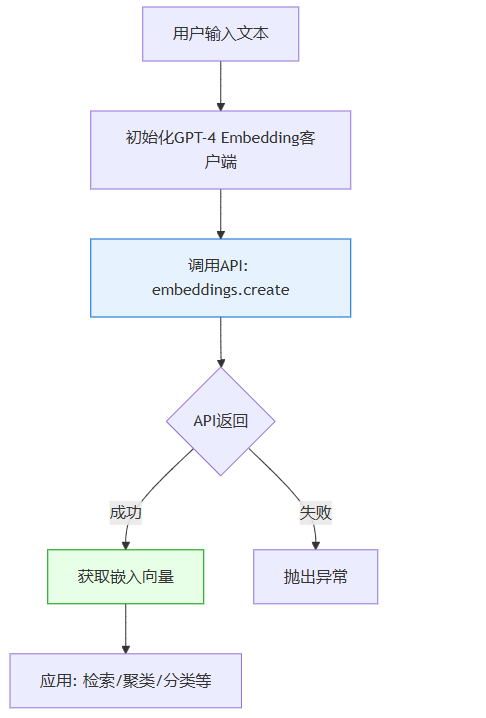 用户输入文本
初始化GPT-4 Embedding客
户端
调用API:
embeddings.create
API返回
成功
失败
获取嵌入向量
抛出异常
应用: 检索/聚类/分类等